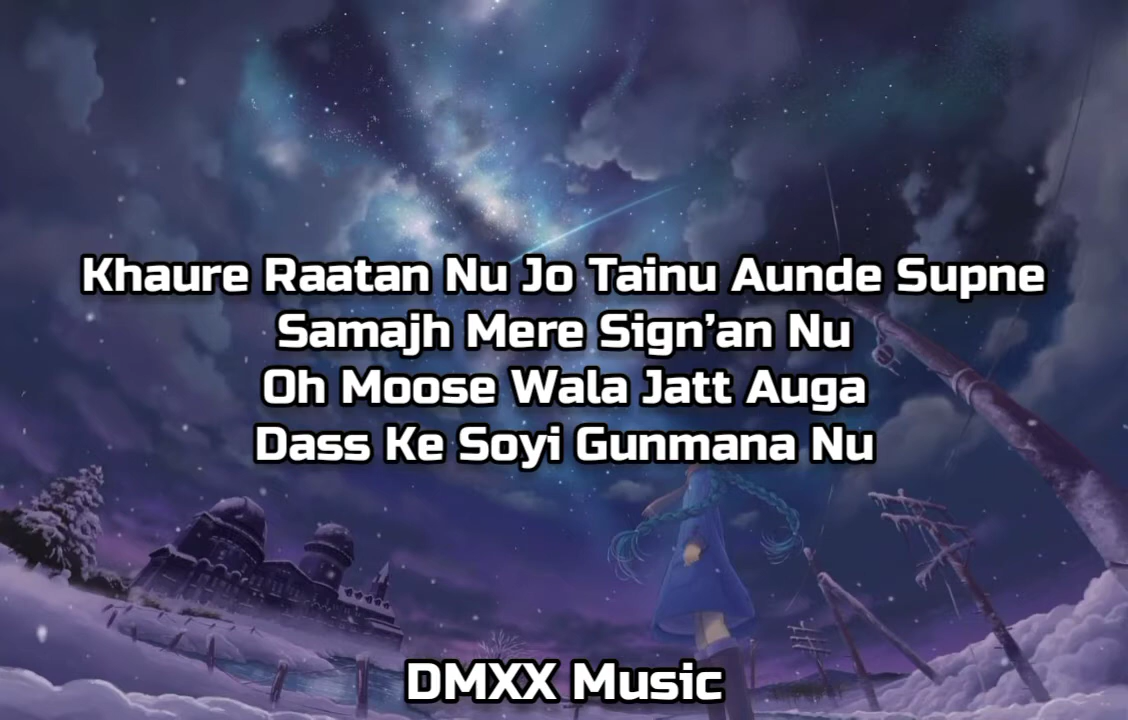 Khaure Raatan Nu Jo Tainu Aunde Supne
Samajh Mere Sign’an Nu
Oh Moose Wala Jatt Auga
Dass Ke Soyi Gunmana Nu
DMXX Music